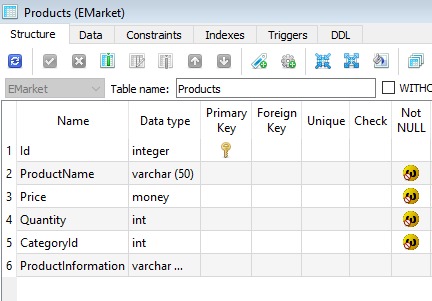 Products (EMarket)
Structure Data Constraints Indexes Triggers DDL
EMarket Table name: Products WITHO
Name Data type Primary Key Foreign Key Unique Check Not NULL
1 Id integer
2 ProductName varchar (50)
3 Price money
4 Quantity int
5 CategoryId int
6 ProductInformation varchar ...